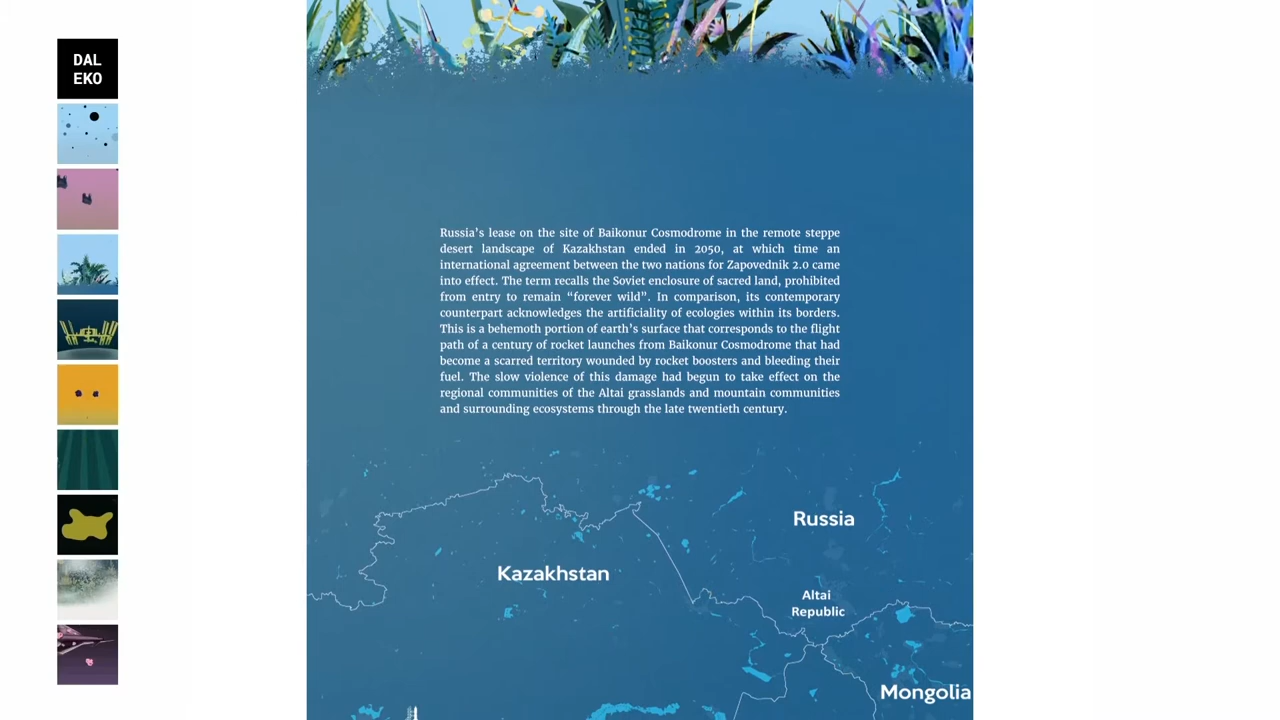 DAL
EKO
Russia’s lease on the site of Baikonur Cosmodrome in the remote steppe
desert landscape of Kazakhstan ended in 2050, at which time an
international agreement between the two nations for Zapovednik 2.0 came
into effect. The term recalls the Soviet enclosure of sacred land, prohibited
from entry to remain “forever wild”. In comparison, its contemporary
counterpart acknowledges the artificiality of ecologies within its borders.
This is a behemoth portion of earth’s surface that corresponds to the flight
path of a century of rocket launches from Baikonur Cosmodrome that had
become a scarred territory wounded by rocket boosters and bleeding their
fuel. The slow violence of this damage had begun to take effect on the
regional communities of the Altai grasslands and mountain communities
and surrounding ecosystems through the late twentieth century.
Russia
Kazakhstan
Altai
Republic
Mongolia